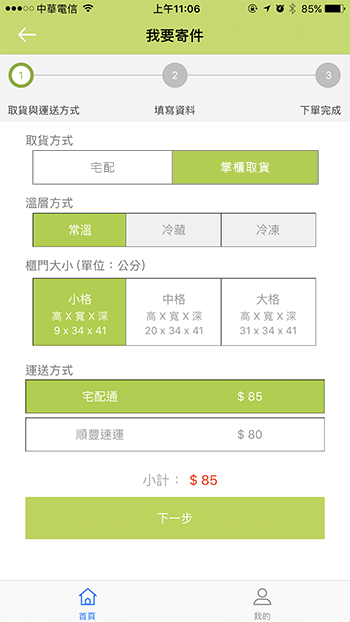 中華電信 上午11:06 85%
我要寄件
1 2 3
取貨與運送方式 填寫資料 下單完成
取貨方式
宅配 掌櫃取貨
溫層方式
常溫 冷藏 冷凍
櫃門大小 (單位：公分)
小格 中格 大格
高 X 寬 X 深 高 X 寬 X 深 高 X 寬 X 深
9 x 34 x 41 20 x 34 x 41 31 x 34 x 41
運送方式
宅配通 $ 85
順豐速運 $ 80
小計： $ 85
下一步
首頁 我的